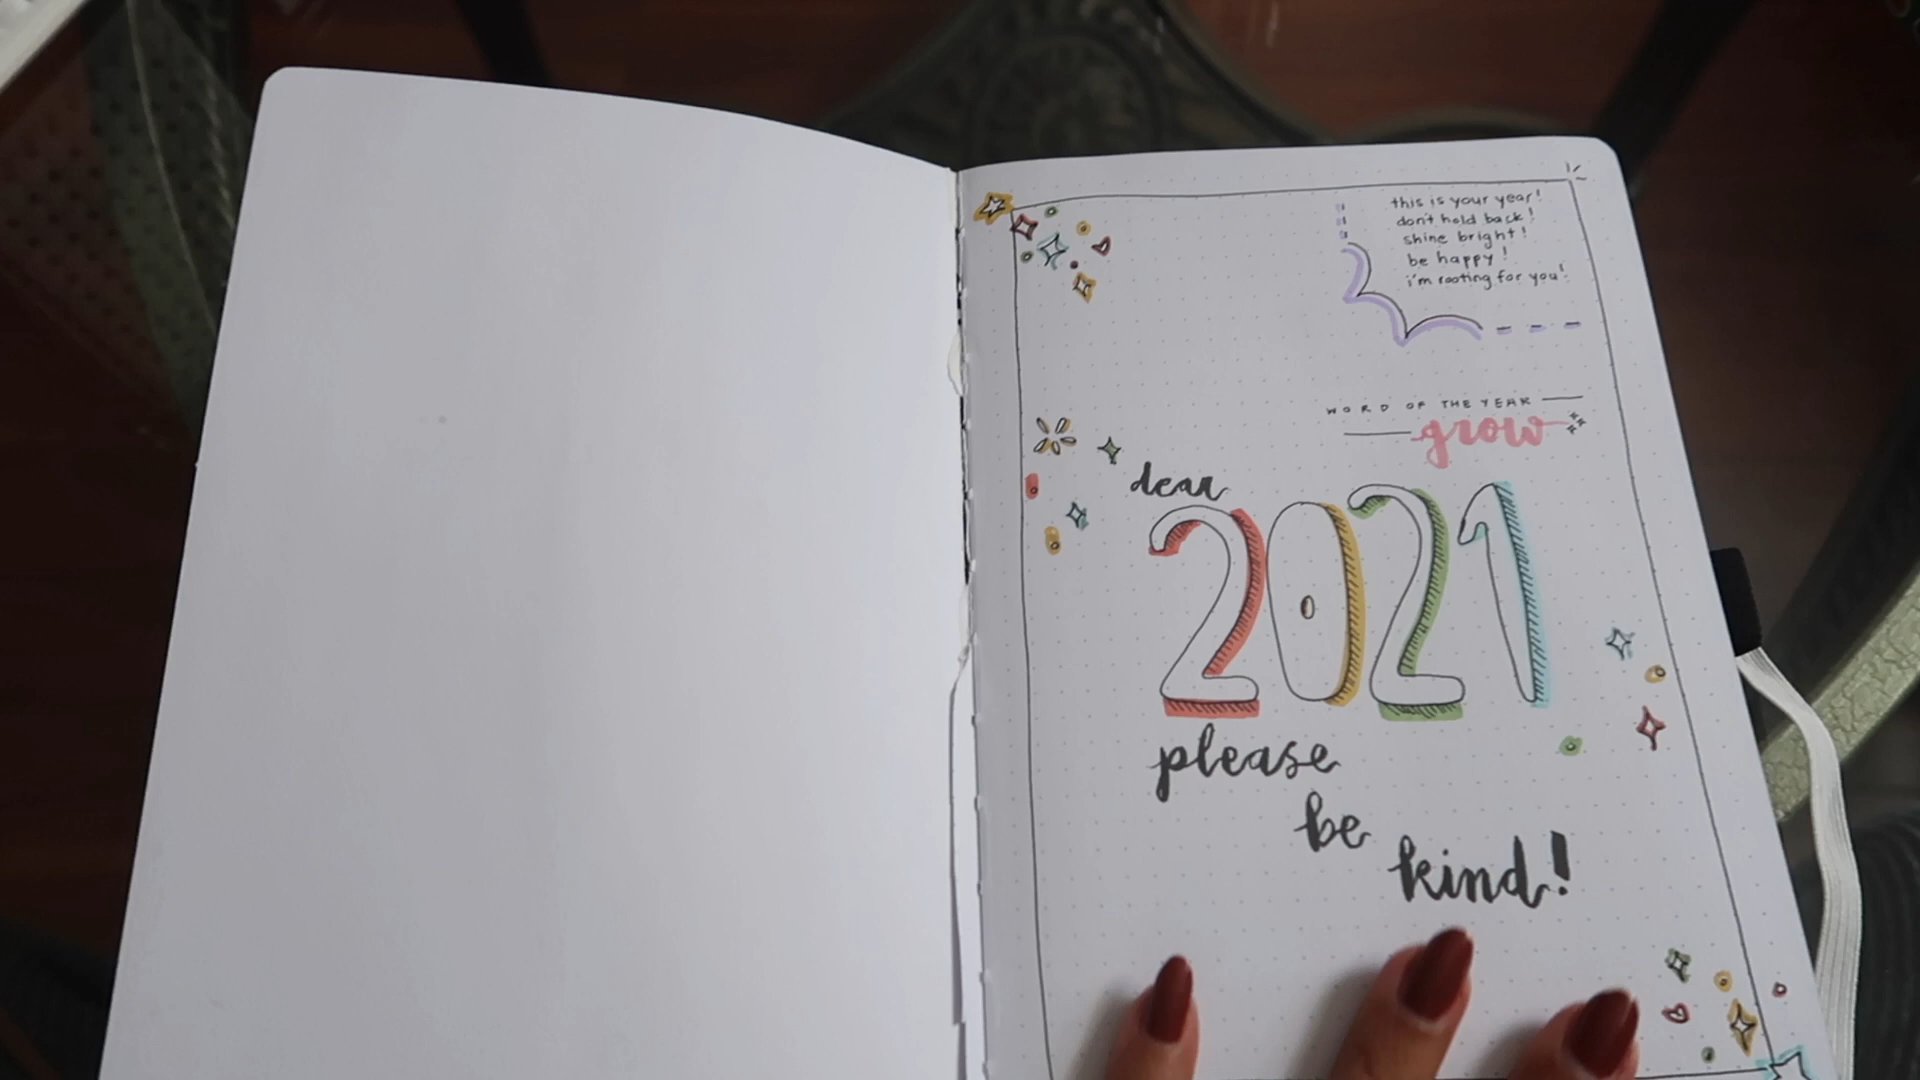 this is your year!
don't hold back!
shine bright!
be happy!
i'm rooting for you!
WORD OF THE YEAR
grow
dear
2021
please
be
kind!